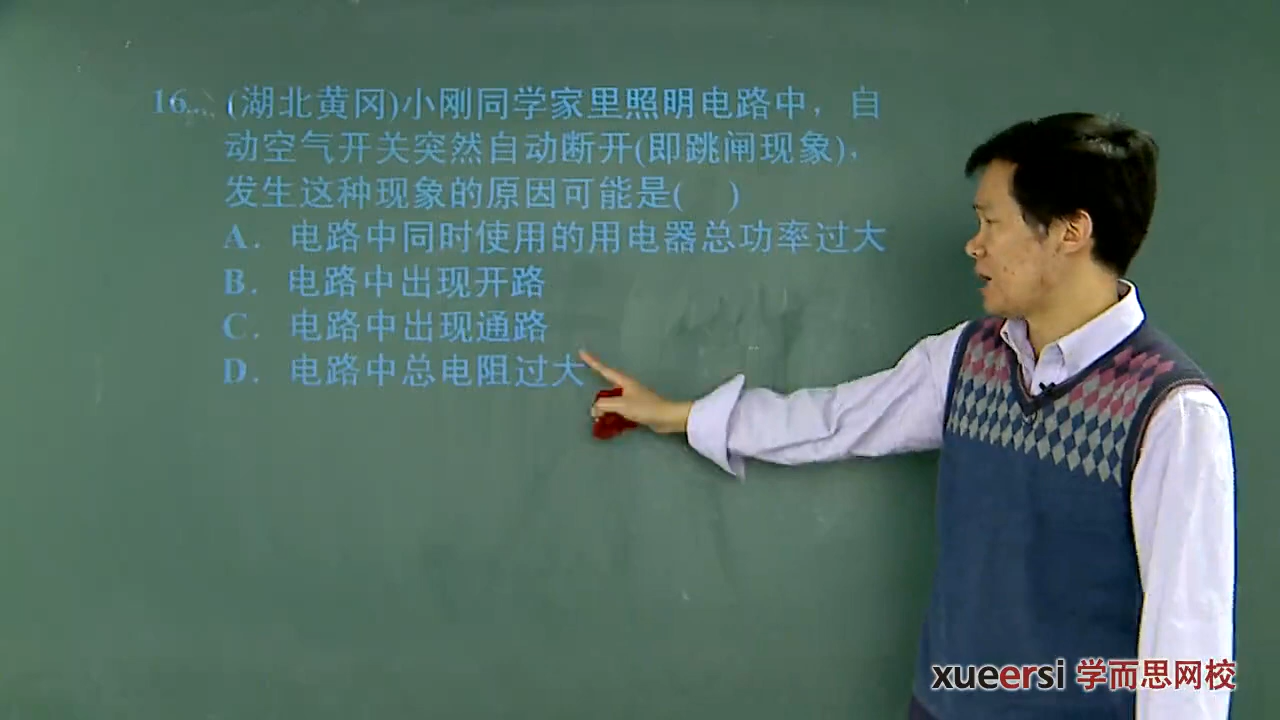 16. (湖北黄冈)小刚同学家里照明电路中，自
动空气开关突然自动断开(即跳闸现象)，
发生这种现象的原因可能是(　)
A．电路中同时使用的用电器总功率过大
B．电路中出现开路
C．电路中出现通路
D．电路中总电阻过大
xueersi 学而思网校